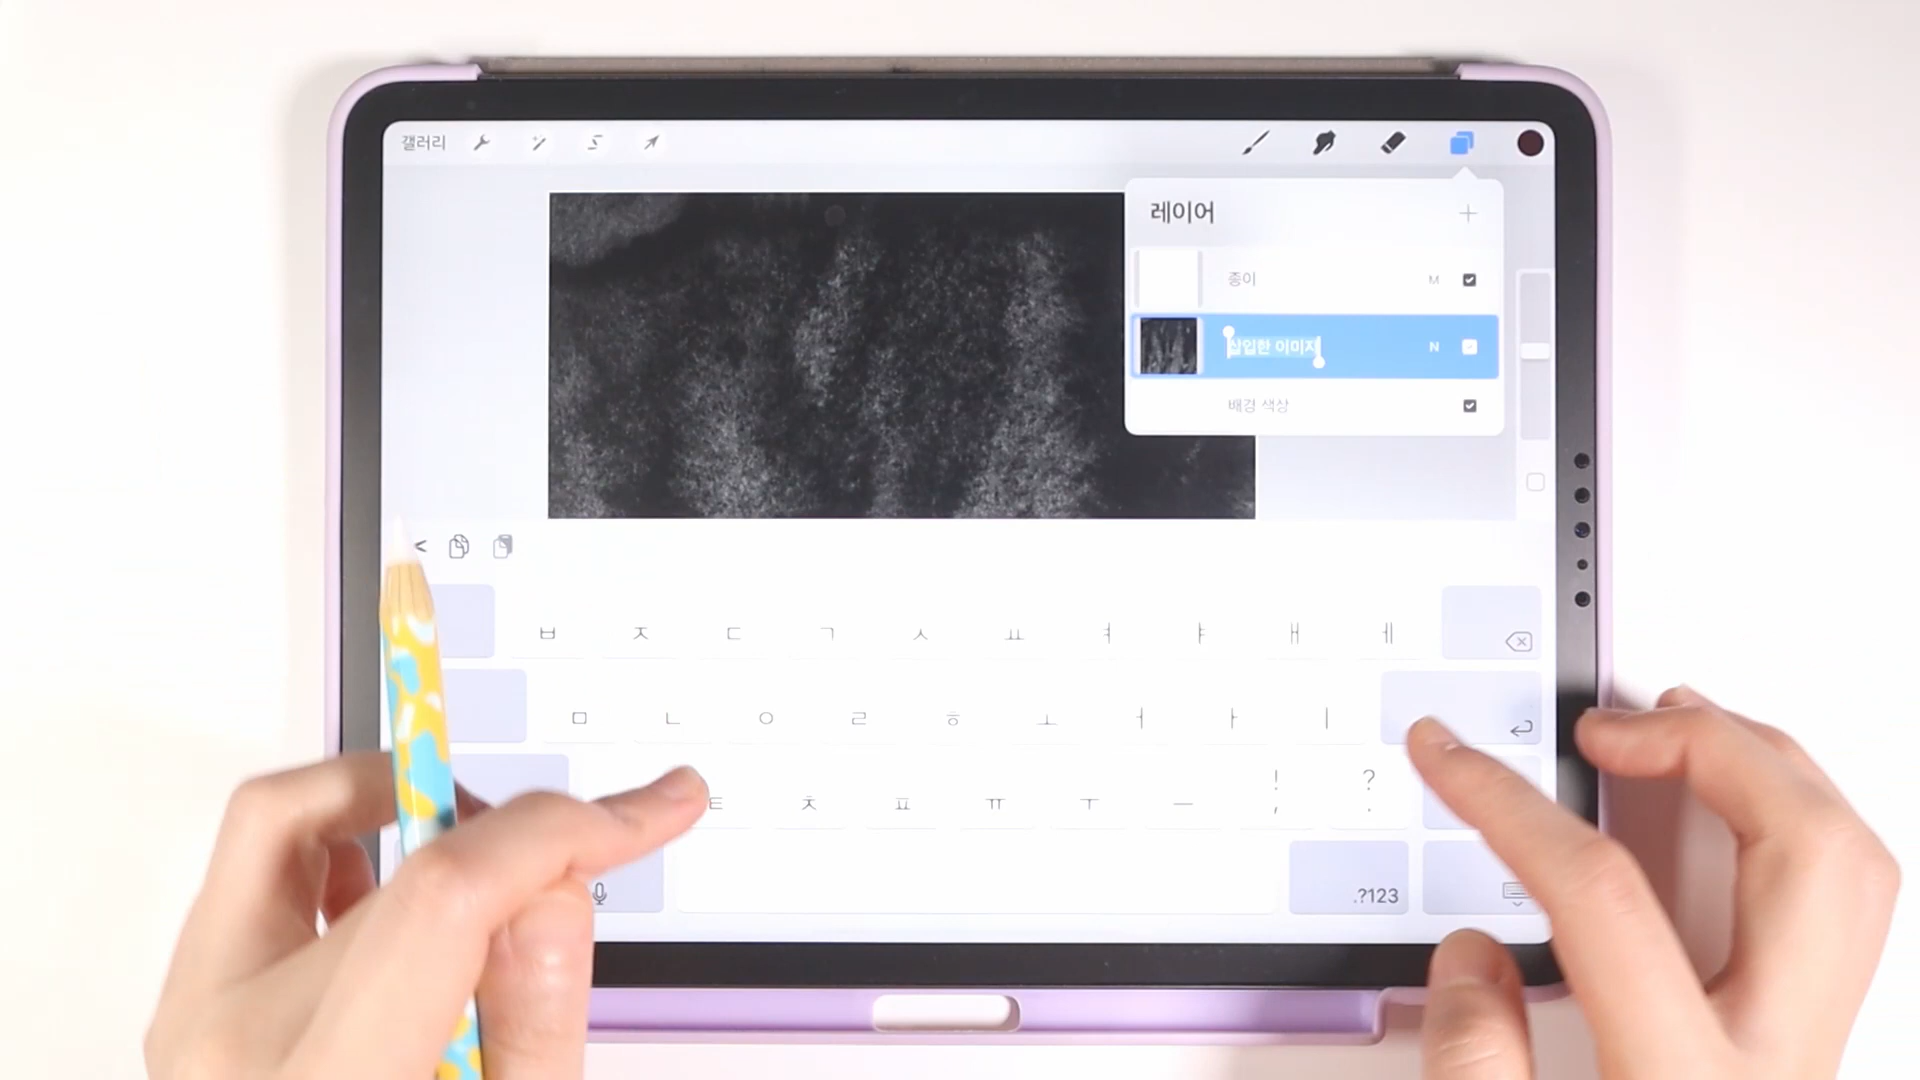 갤러리
레이어
종이 M
삽입한 이미지 N
배경 색상
<
ㅂ ㅈ ㄷ ㄱ ㅅ ㅛ ㅕ ㅑ ㅐ ㅔ
ㅁ ㄴ ㅇ ㄹ ㅎ ㅗ ㅓ ㅏ ㅣ
ㅌ ㅊ ㅍ ㅠ ㅜ ㅡ ! , ? .
.?123